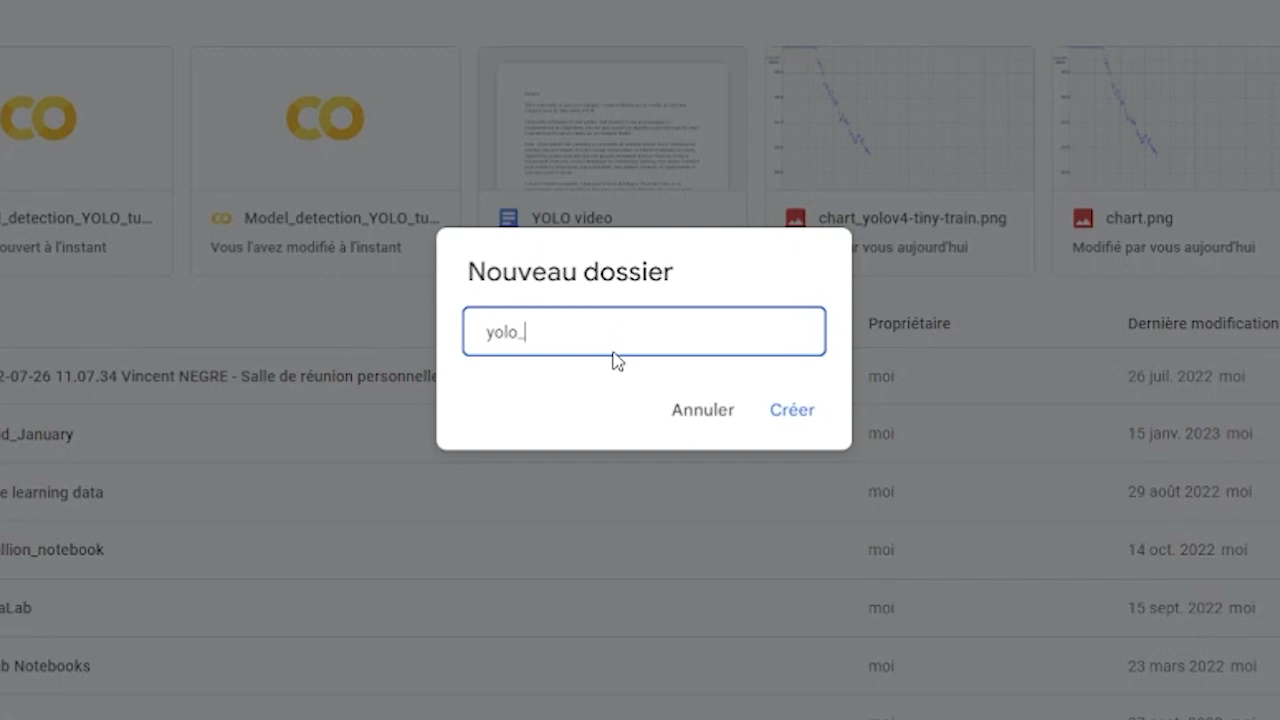 l_detection_YOLO_tu...
ouvert à l'instant
Model_detection_YOLO_tu...
Vous l'avez modifié à l'instant
YOLO video
chart_yolov4-tiny-train.png
r vous aujourd'hui
chart.png
Modifié par vous aujourd'hui
Nouveau dossier
yolo_
Annuler
Créer
Propriétaire
Dernière modification
2-07-26 11.07.34 Vincent NEGRE - Salle de réunion personnelle
moi
26 juil. 2022 moi
ld_January
moi
15 janv. 2023 moi
e learning data
moi
29 août 2022 moi
illion_notebook
moi
14 oct. 2022 moi
aLab
moi
15 sept. 2022 moi
b Notebooks
moi
23 mars 2022 moi